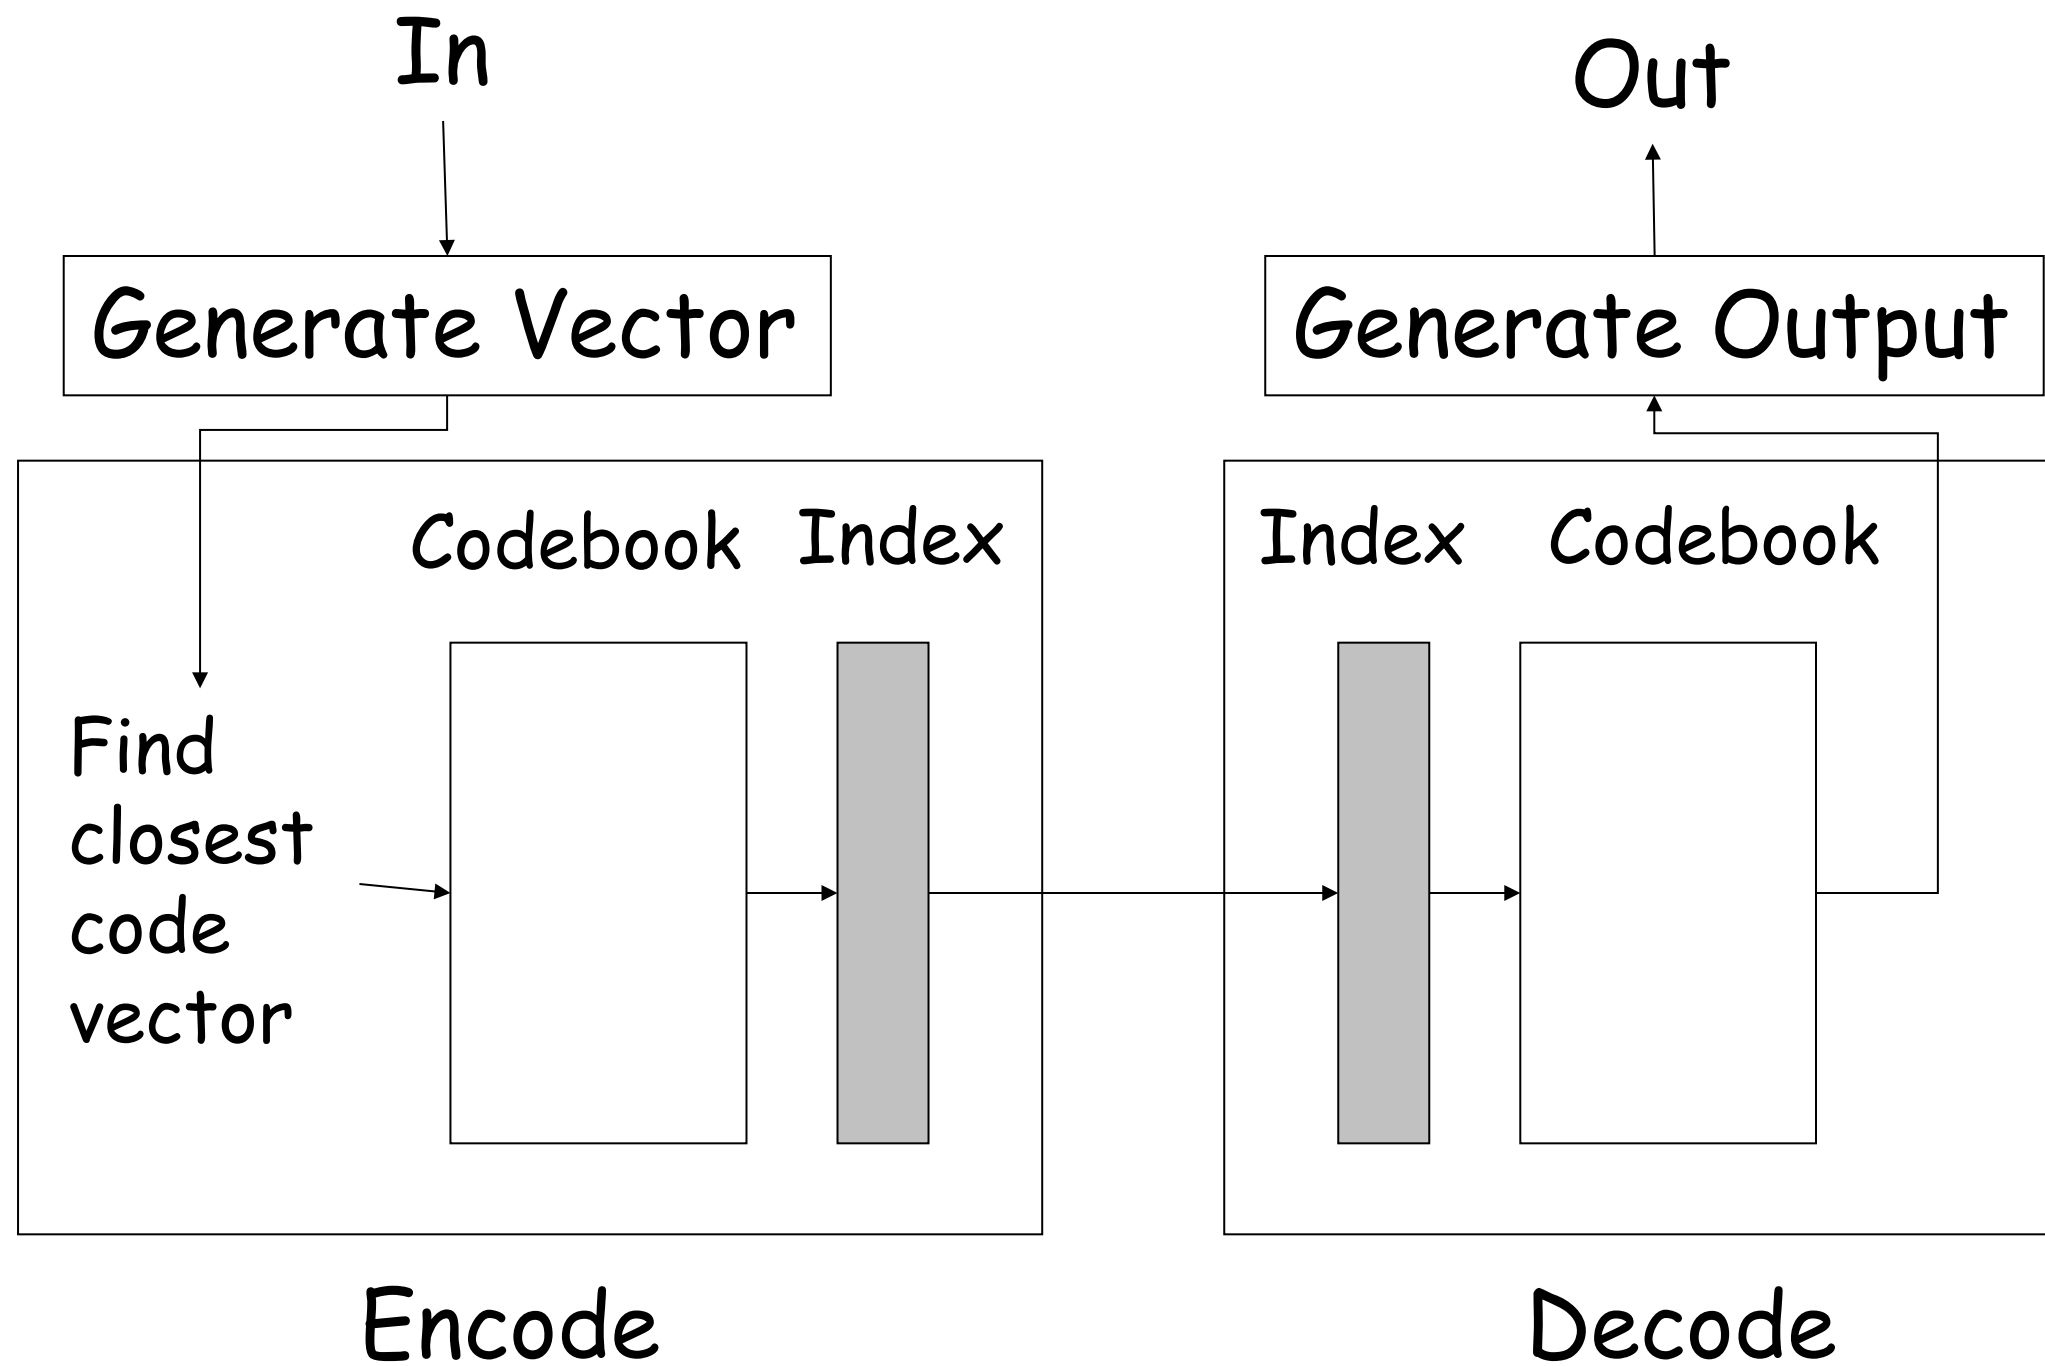 In
Out
Generate Vector
Generate Output
Codebook
Index
Index
Codebook
Find
closest
code
vector
Encode
Decode